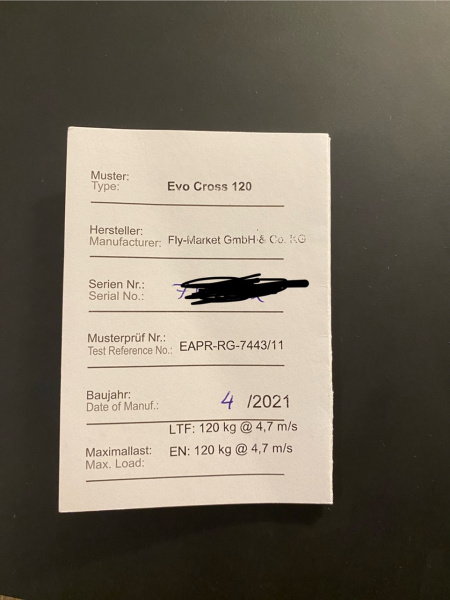 Muster:
Type: Evo Cross 120
Hersteller:
Manufacturer: Fly-Market GmbH & Co. KG
Serien Nr.:
Serial No.:
Musterprüf Nr.:
Test Reference No.: EAPR-RG-7443/11
Baujahr:
Date of Manuf.: 4 /2021
LTF: 120 kg @ 4,7 m/s
Maximallast: EN: 120 kg @ 4,7 m/s
Max. Load: